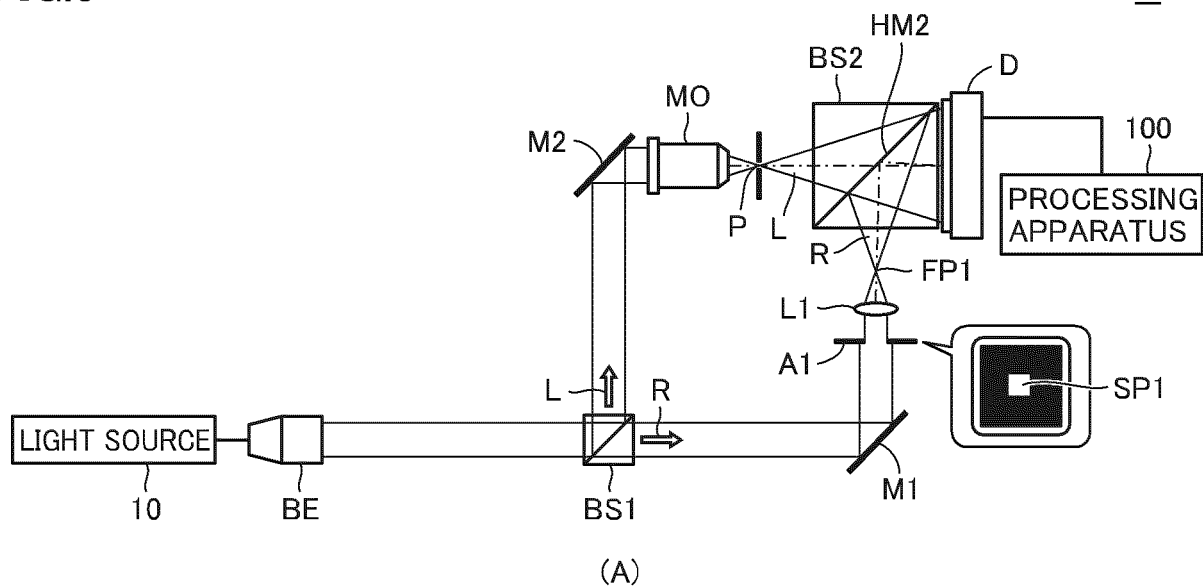 HM2
BS2
D
MO
M2
100
PROCESSING
APPARATUS
P
L
R
FP1
L1
A1
SP1
L
R
LIGHT SOURCE
10
BE
BS1
M1
(A)